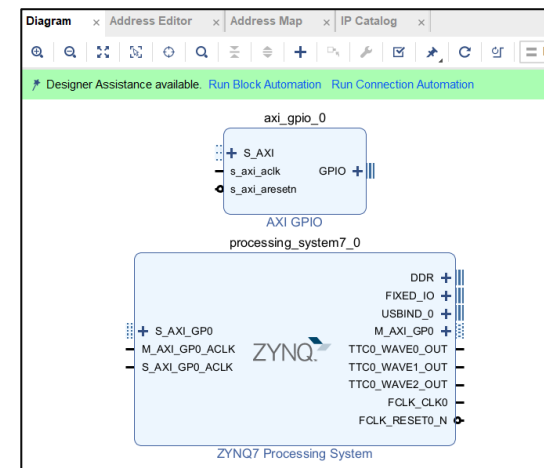 Diagram × Address Editor × Address Map × IP Catalog ×
Designer Assistance available. Run Block Automation Run Connection Automation
axi_gpio_0
S_AXI
s_axi_aclk GPIO
s_axi_aresetn
AXI GPIO
processing_system7_0
DDR
FIXED_IO
USBIND_0
S_AXI_GP0 M_AXI_GP0
M_AXI_GP0_ACLK ZYNQ. TTC0_WAVE0_OUT
S_AXI_GP0_ACLK TTC0_WAVE1_OUT
TTC0_WAVE2_OUT
FCLK_CLK0
FCLK_RESET0_N
ZYNQ7 Processing System